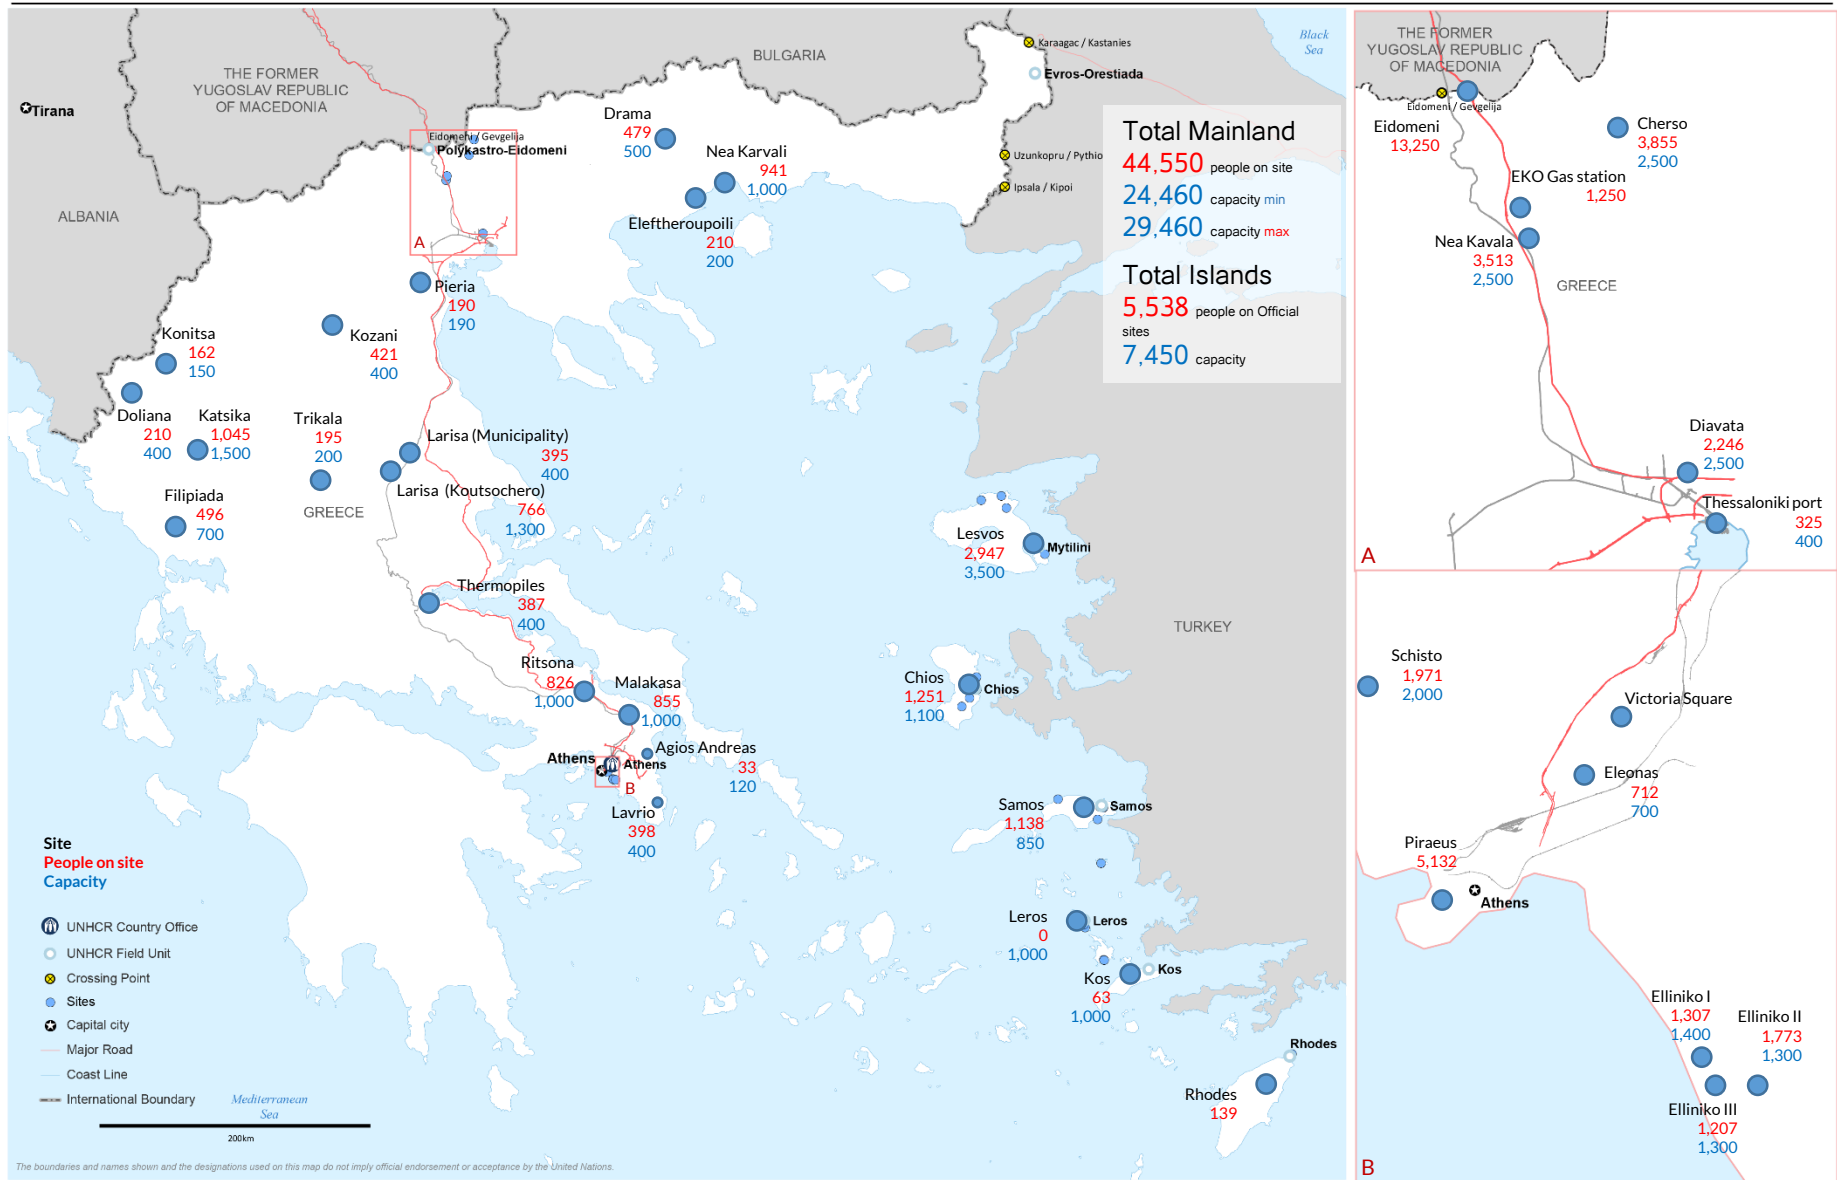 BULGARIA
Black
Sea
Karaagac / Kastanies
Evros-Orestiada
THE FORMER
YUGOSLAV REPUBLIC
OF MACEDONIA
Tirana
ALBANIA
Eidomeni / Gevgelija
Polykastro-Eidomeni
A
Drama
479
500
Nea Karvali
941
1,000
Eleftheroupoili
210
200
Uzunkopru / Pythio
Ipsala / Kipoi
Total Mainland
44,550 people on site
24,460 capacity min
29,460 capacity max
Total Islands
5,538 people on Official
sites
7,450 capacity
Pieria
190
190
Kozani
421
400
Konitsa
162
150
Doliana
210
400
Katsika
1,045
1,500
Trikala
195
200
Larisa (Municipality)
395
400
Larisa (Koutsochero)
766
1,300
Filipiada
496
700
GREECE
Thermopiles
387
400
Ritsona
826
1,000
Malakasa
855
1,000
Agios Andreas
33
120
Athens
Athens
B
Lavrio
398
400
Lesvos
2,947
3,500
Mytilini
TURKEY
Chios
1,251
1,100
Chios
Samos
1,138
850
Samos
Leros
0
1,000
Leros
Kos
63
1,000
Kos
Rhodes
Rhodes
139
Site
People on site
Capacity
UNHCR Country Office
UNHCR Field Unit
Crossing Point
Sites
Capital city
Major Road
Coast Line
International Boundary
Mediterranean
Sea
200km
The boundaries and names shown and the designations used on this map do not imply official endorsement or acceptance by the United Nations.
THE FORMER
YUGOSLAV REPUBLIC
OF MACEDONIA
Eidomeni / Gevgelija
Eidomeni
13,250
Cherso
3,855
2,500
EKO Gas station
1,250
Nea Kavala
3,513
2,500
GREECE
Diavata
2,246
2,500
Thessaloniki port
325
400
A
Schisto
1,971
2,000
Victoria Square
Eleonas
712
700
Piraeus
5,132
Athens
Elliniko I
1,307
1,400
Elliniko II
1,773
1,300
Elliniko III
1,207
1,300
B